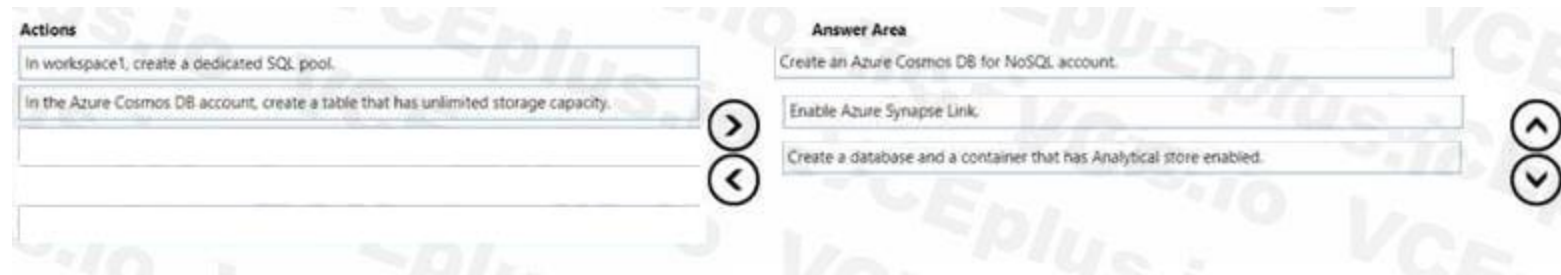 Actions
Answer Area
In workspace1, create a dedicated SQL pool.
Create an Azure Cosmos DB for NoSQL account.
In the Azure Cosmos DB account, create a table that has unlimited storage capacity.
Enable Azure Synapse Link.
Create a database and a container that has Analytical store enabled.
VCEplus.io